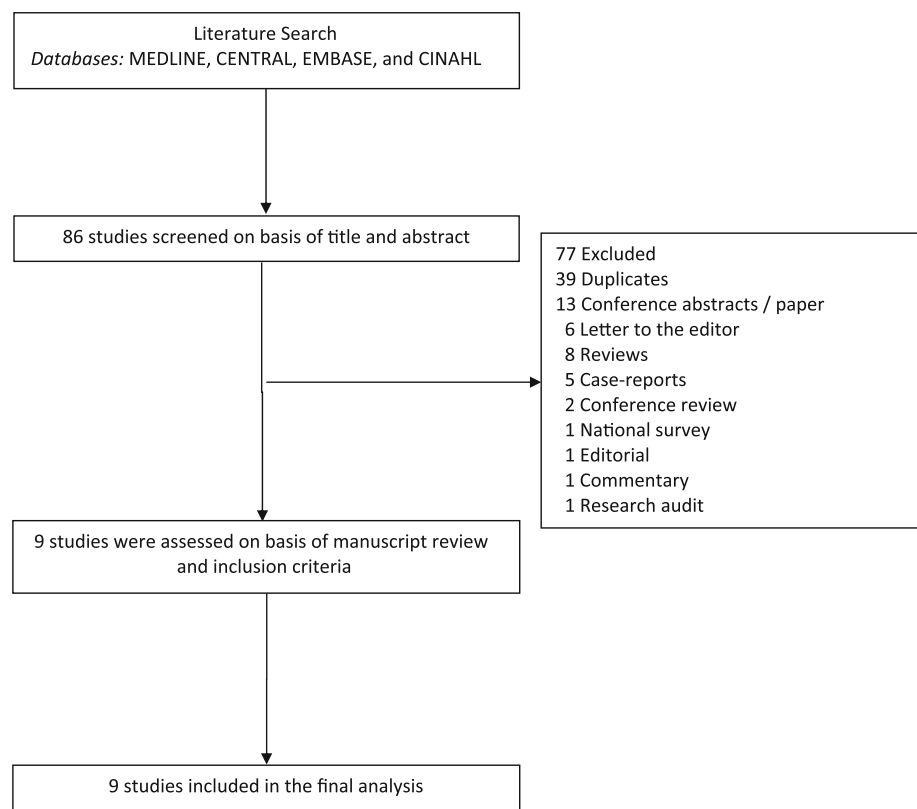 Literature Search
Databases: MEDLINE, CENTRAL, EMBASE, and CINAHL
86 studies screened on basis of title and abstract
77 Excluded
39 Duplicates
13 Conference abstracts / paper
6 Letter to the editor
8 Reviews
5 Case-reports
2 Conference review
1 National survey
1 Editorial
1 Commentary
1 Research audit
9 studies were assessed on basis of manuscript review
and inclusion criteria
9 studies included in the final analysis